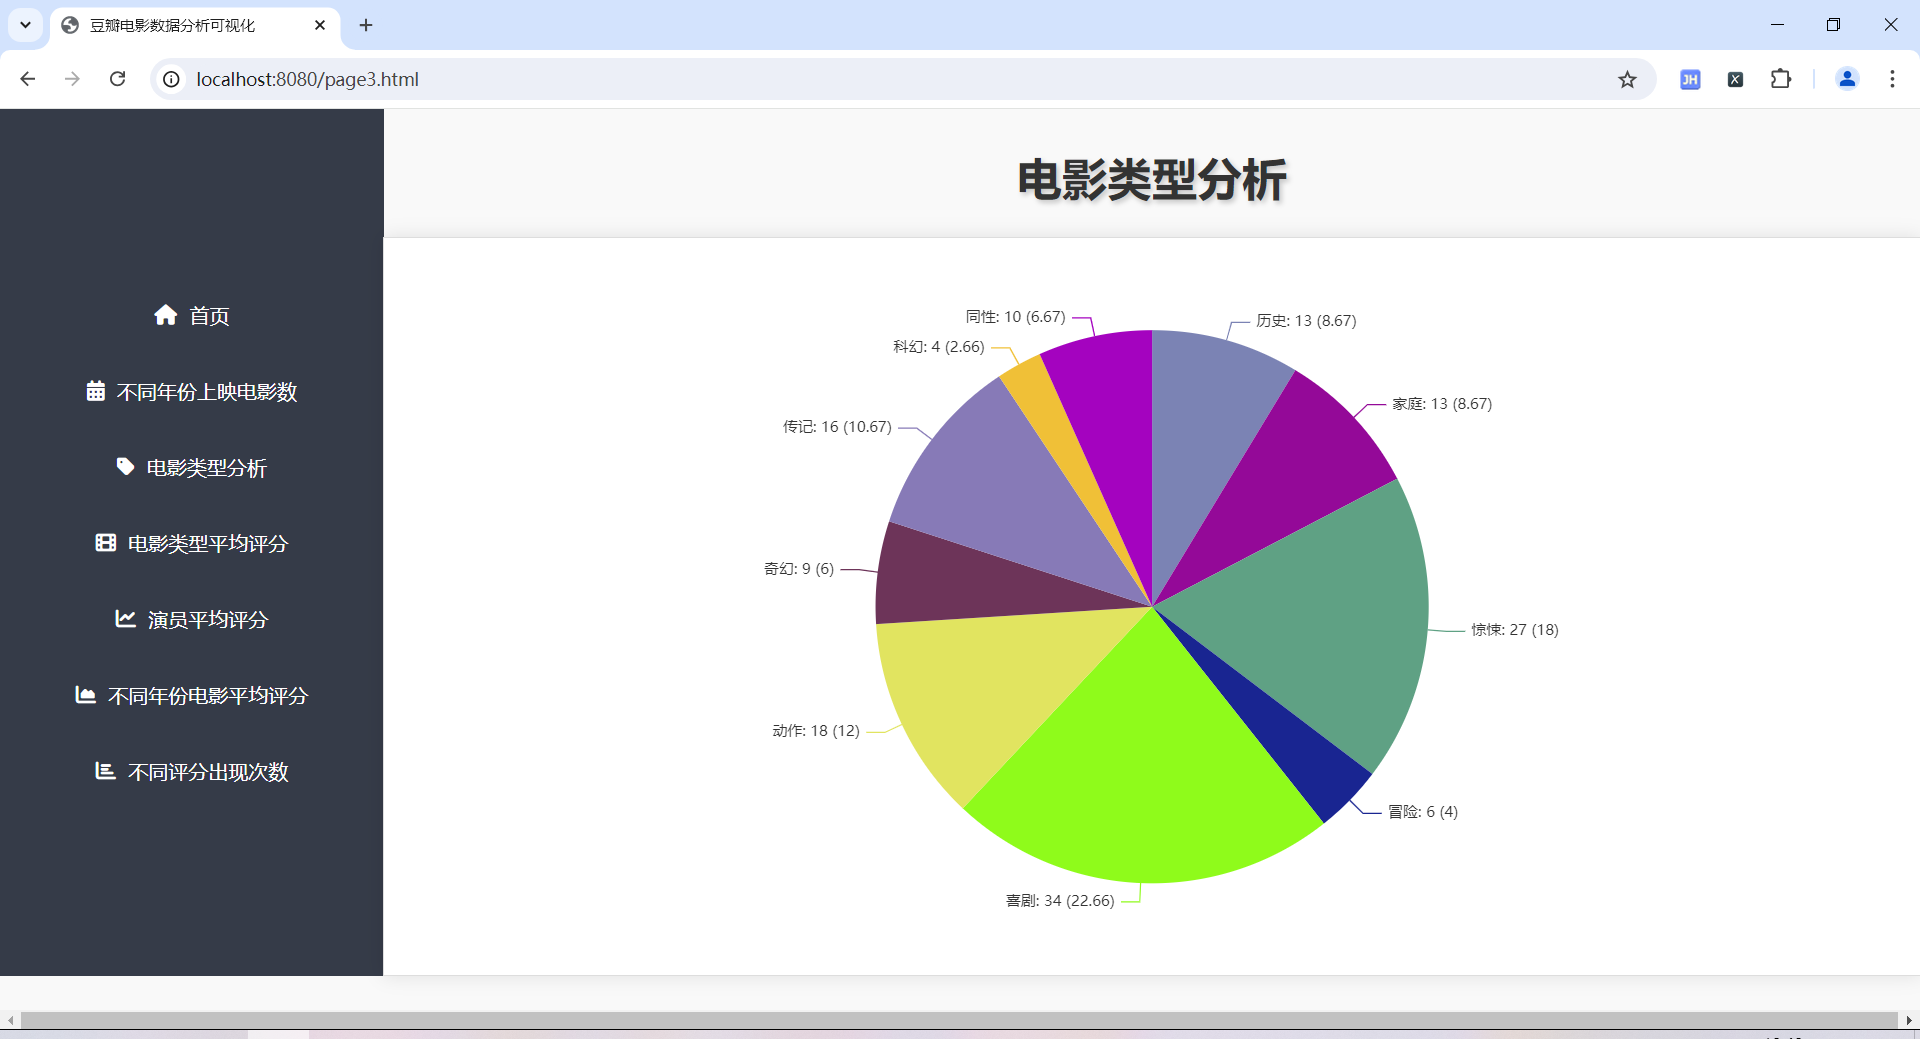 豆瓣电影数据分析可视化
localhost:8080/page3.html
JH
X
电影类型分析
首页
不同年份上映电影数
电影类型分析
电影类型平均评分
演员平均评分
不同年份电影平均评分
不同评分出现次数
同性: 10 (6.67)
历史: 13 (8.67)
科幻: 4 (2.66)
家庭: 13 (8.67)
传记: 16 (10.67)
奇幻: 9 (6)
惊悚: 27 (18)
动作: 18 (12)
冒险: 6 (4)
喜剧: 34 (22.66)